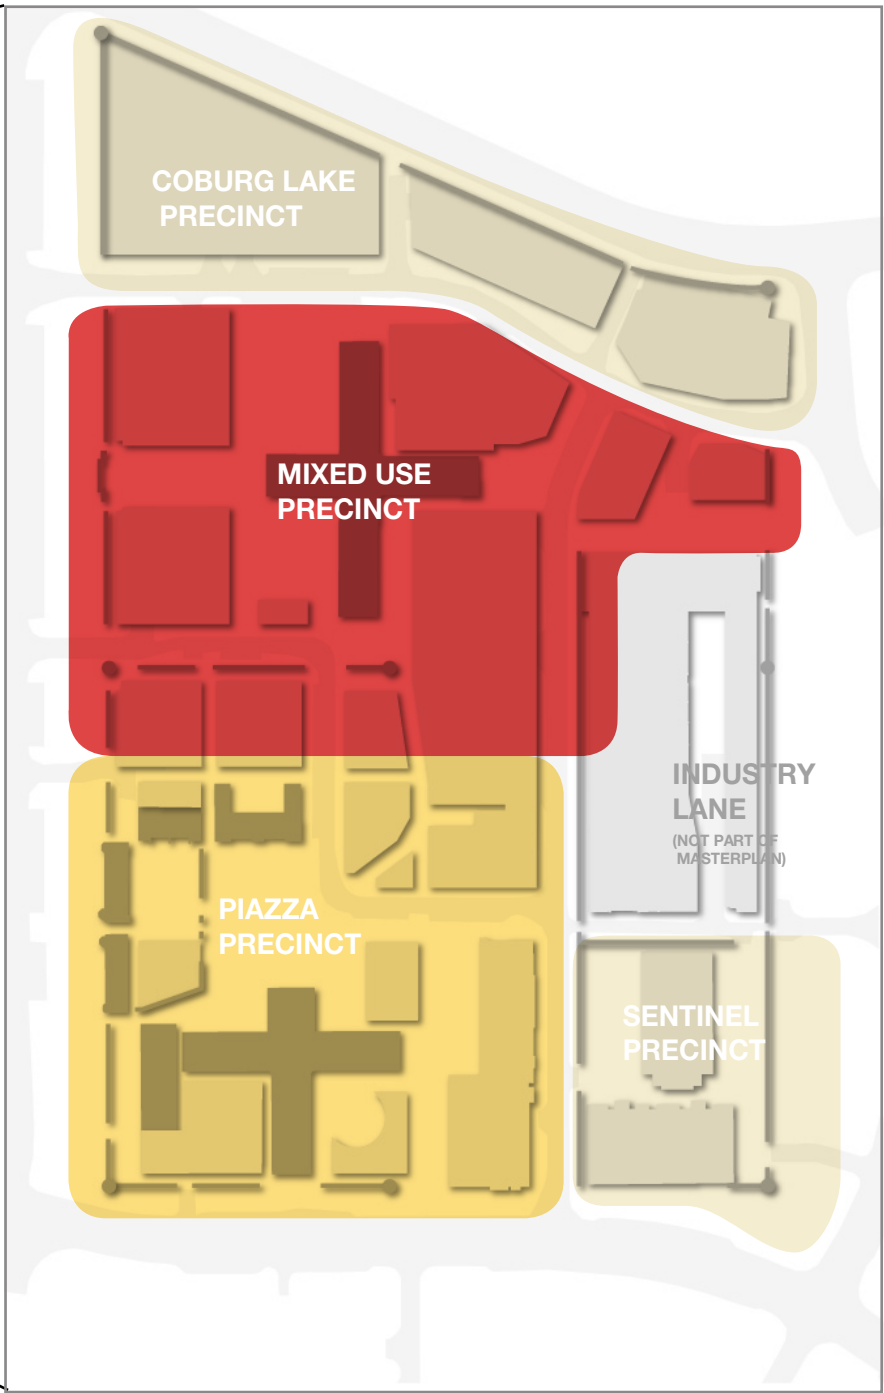 COBURG LAKE
PRECINCT
MIXED USE
PRECINCT
INDUSTRY
LANE
(NOT PART OF
MASTERPLAN)
PIAZZA
PRECINCT
SENTINEL
PRECINCT